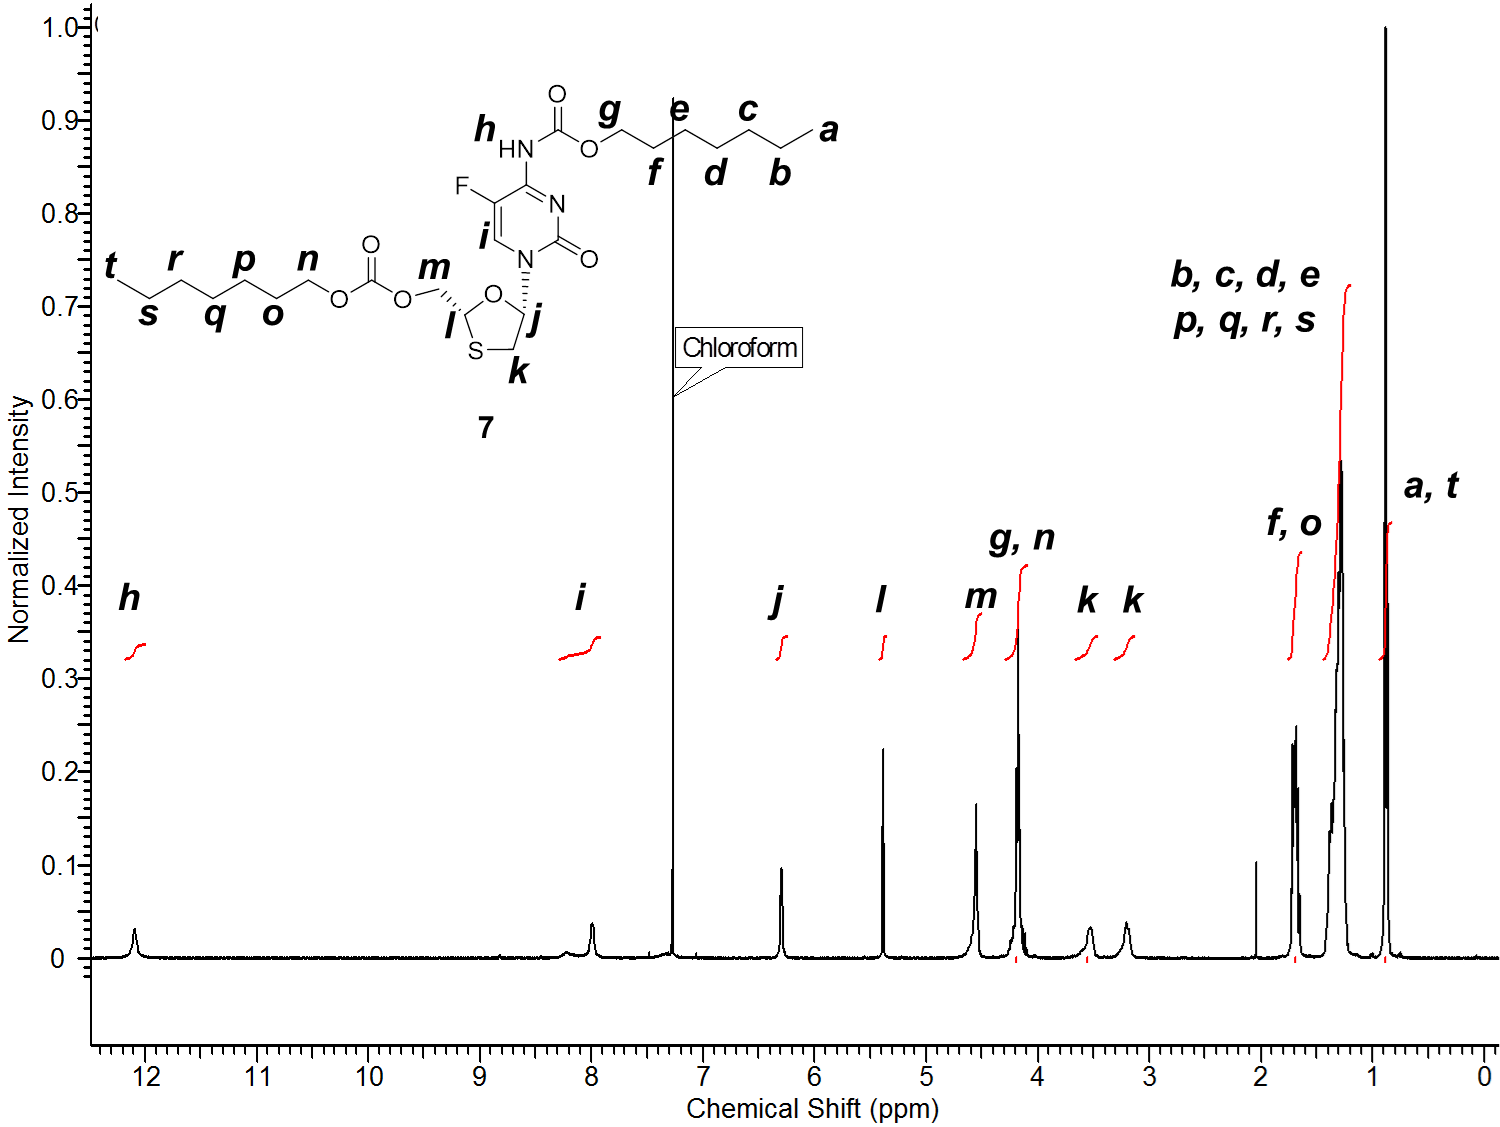 1.0
0.9
0.8
0.7
0.6
0.5
0.4
0.3
0.2
0.1
0
Normalized Intensity
O
h
HN
g
O
e
f
c
d
a
b
F
N
i
N
O
t
r
p
n
O
m
s
q
o
O
O
O
l
j
S
k
7
Chloroform
b, c, d, e
p, q, r, s
a, t
f, o
g, n
h
i
j
l
m
k
k
12 11 10 9 8 7 6 5 4 3 2 1 0
Chemical Shift (ppm)